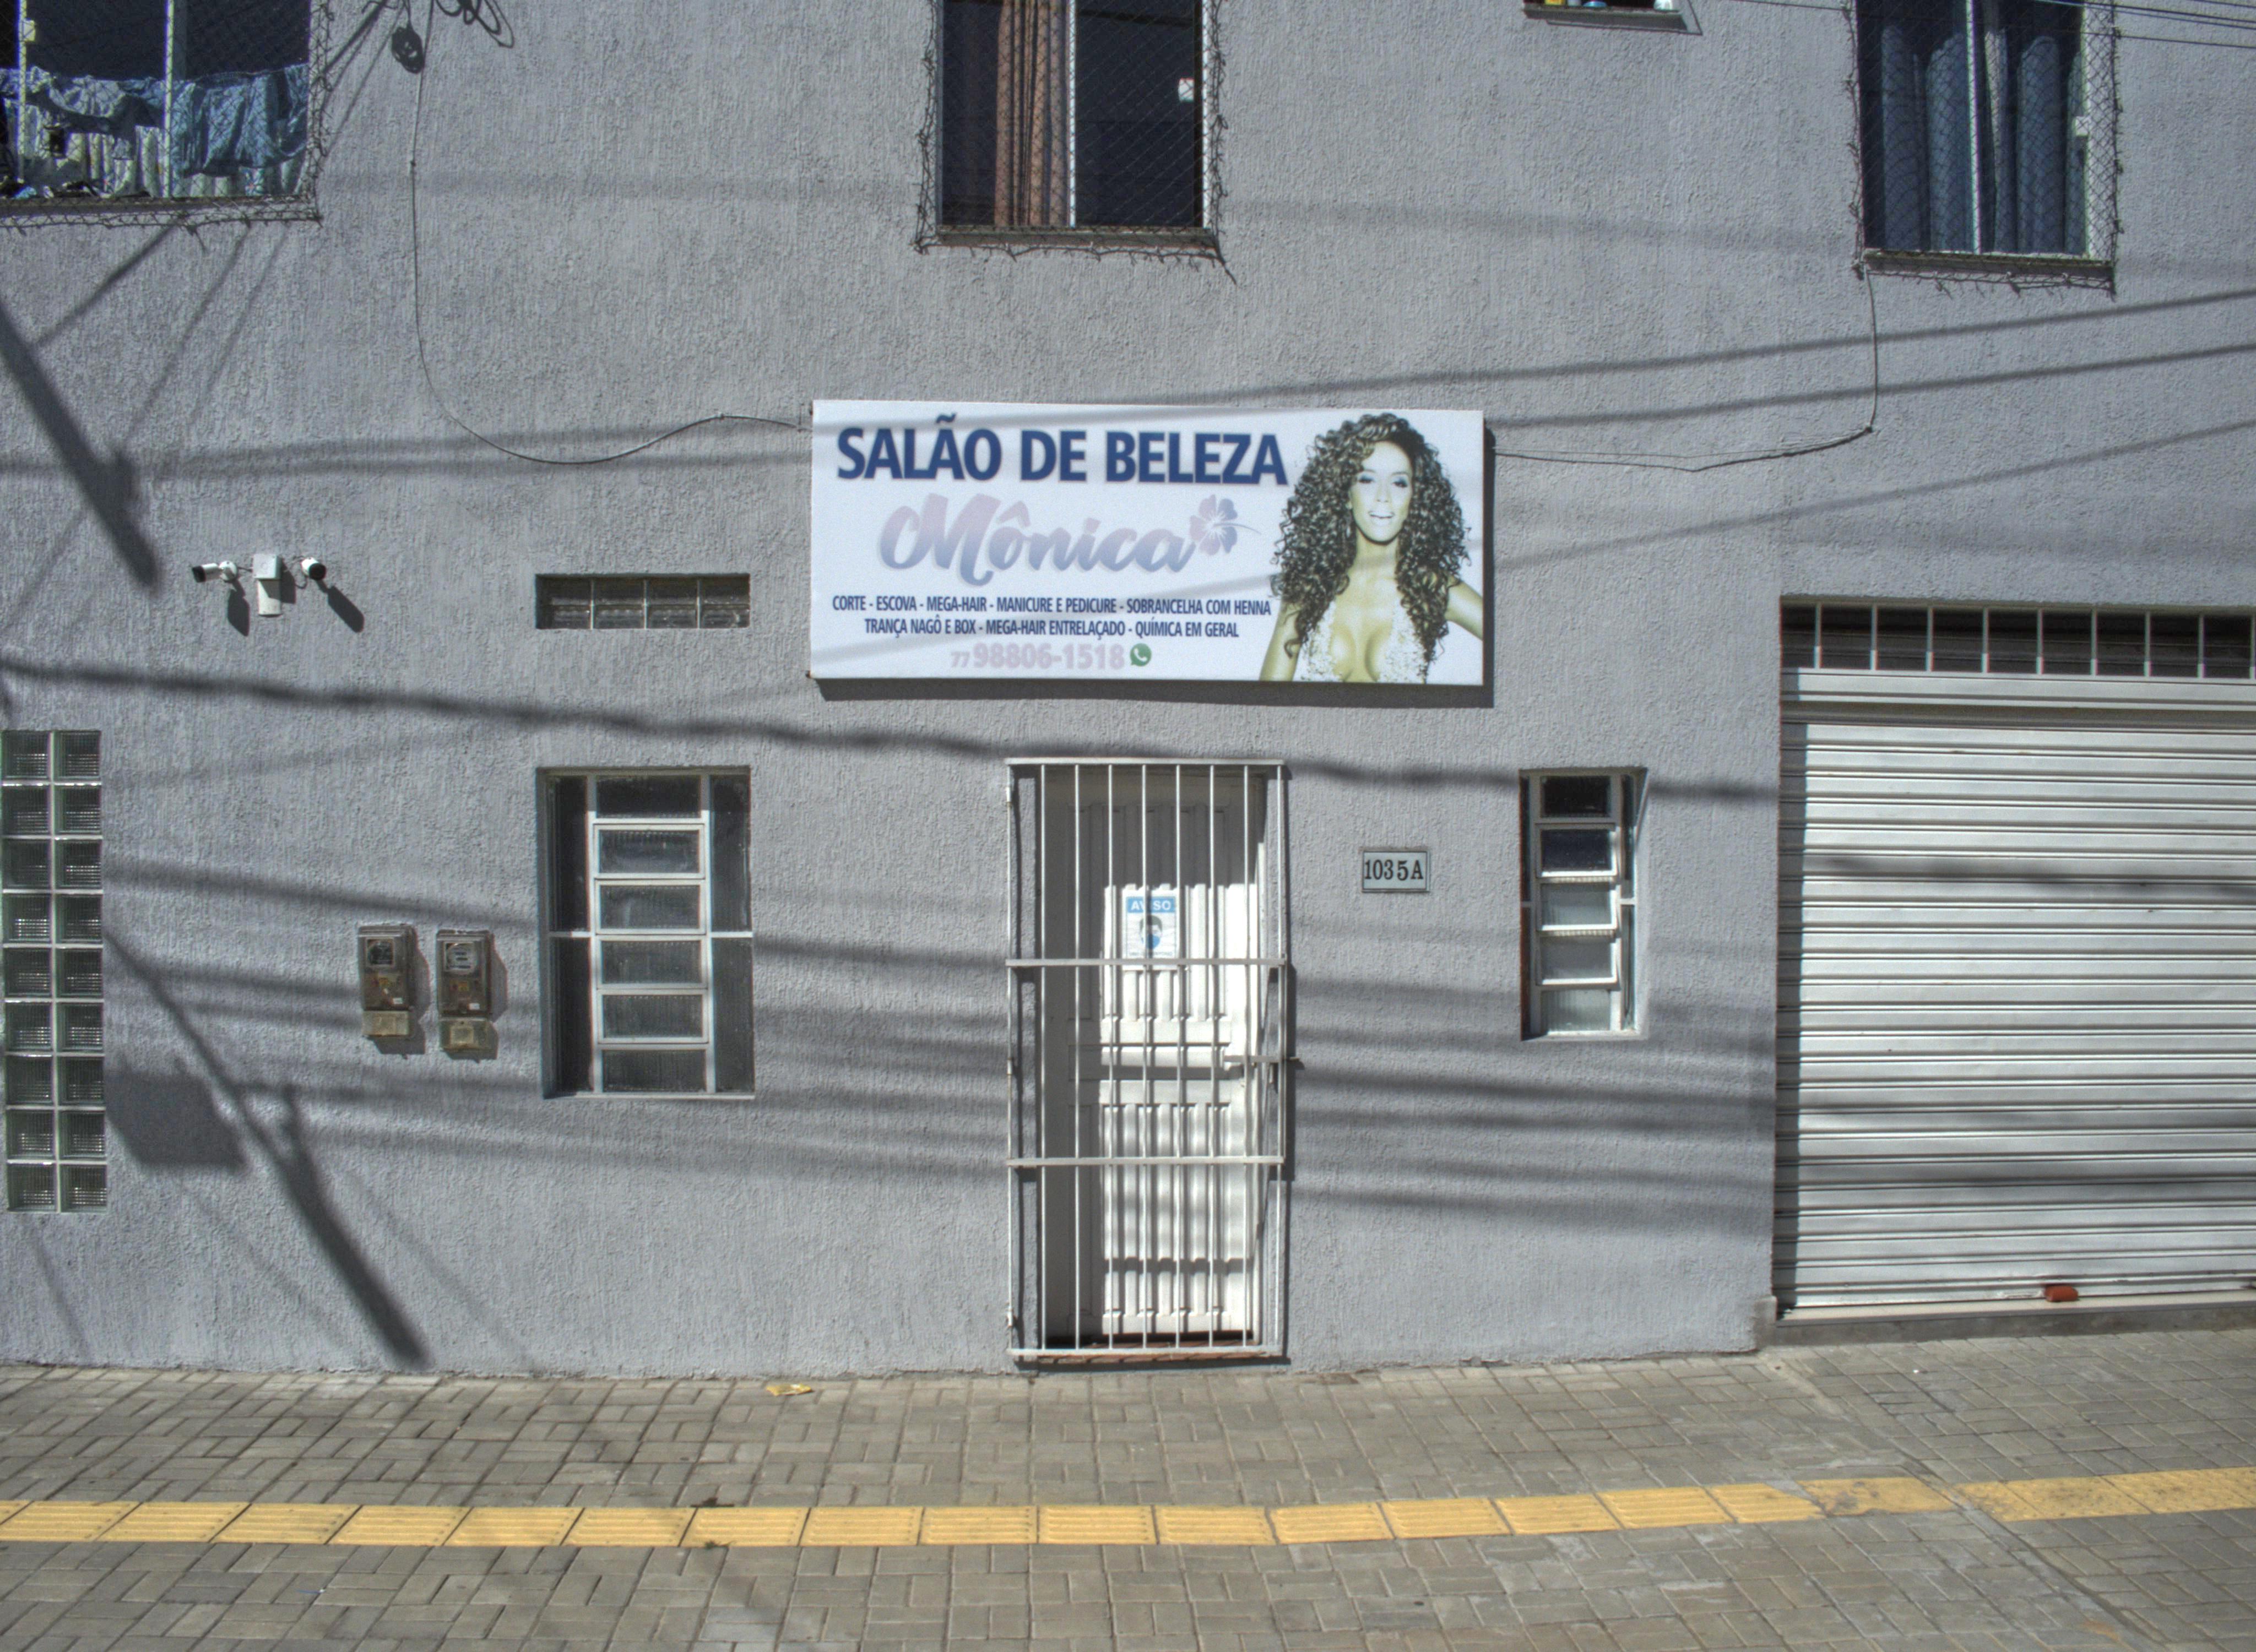 SALÃO DE BELEZA
Mônica
CORTE - ESCOVA - MEGA-HAIR - MANICURE E PEDICURE - SOBRANCELHA COM HENNA
TRANÇA NAGÔ E BOX - MEGA-HAIR ENTRELAÇADO - QUÍMICA EM GERAL
77 98806-1518
1035A
AVISO